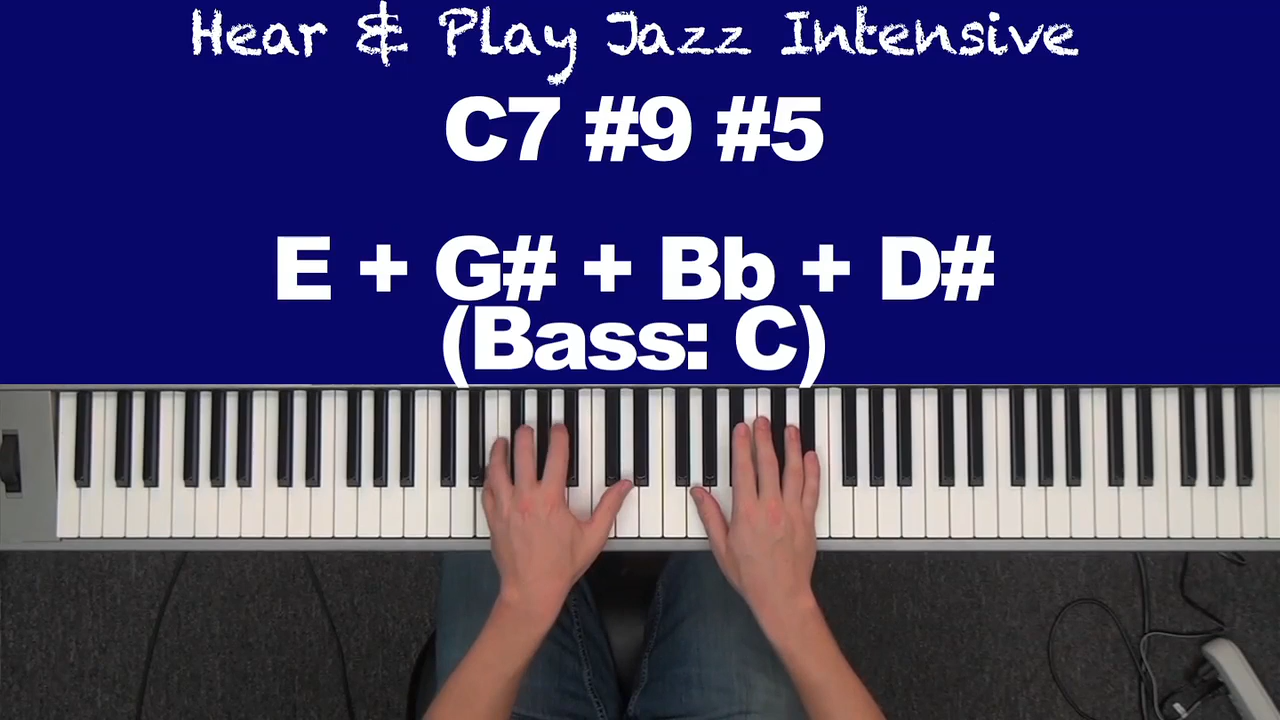 Hear & Play Jazz Intensive
C7 #9 #5
E + G# + Bb + D#
(Bass: C)